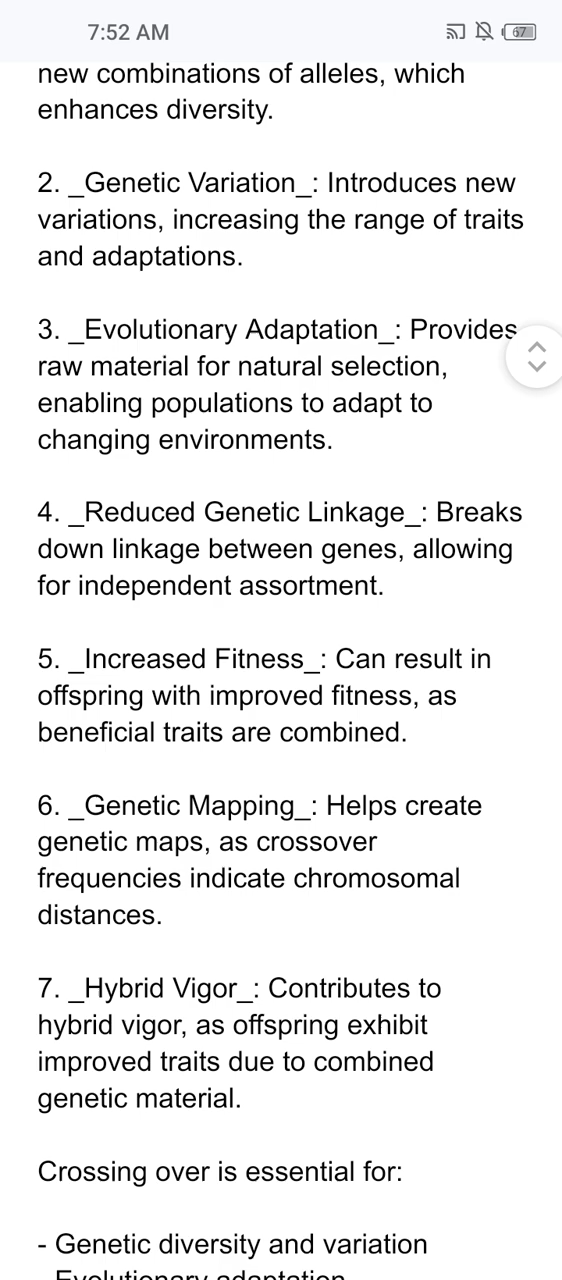 7:52 AM
67
new combinations of alleles, which
enhances diversity.
2. _Genetic Variation_: Introduces new
variations, increasing the range of traits
and adaptations.
3. _Evolutionary Adaptation_: Provides
raw material for natural selection,
enabling populations to adapt to
changing environments.
4. _Reduced Genetic Linkage_: Breaks
down linkage between genes, allowing
for independent assortment.
5. _Increased Fitness_: Can result in
offspring with improved fitness, as
beneficial traits are combined.
6. _Genetic Mapping_: Helps create
genetic maps, as crossover
frequencies indicate chromosomal
distances.
7. _Hybrid Vigor_: Contributes to
hybrid vigor, as offspring exhibit
improved traits due to combined
genetic material.
Crossing over is essential for:
- Genetic diversity and variation
Evolutionary adaptation